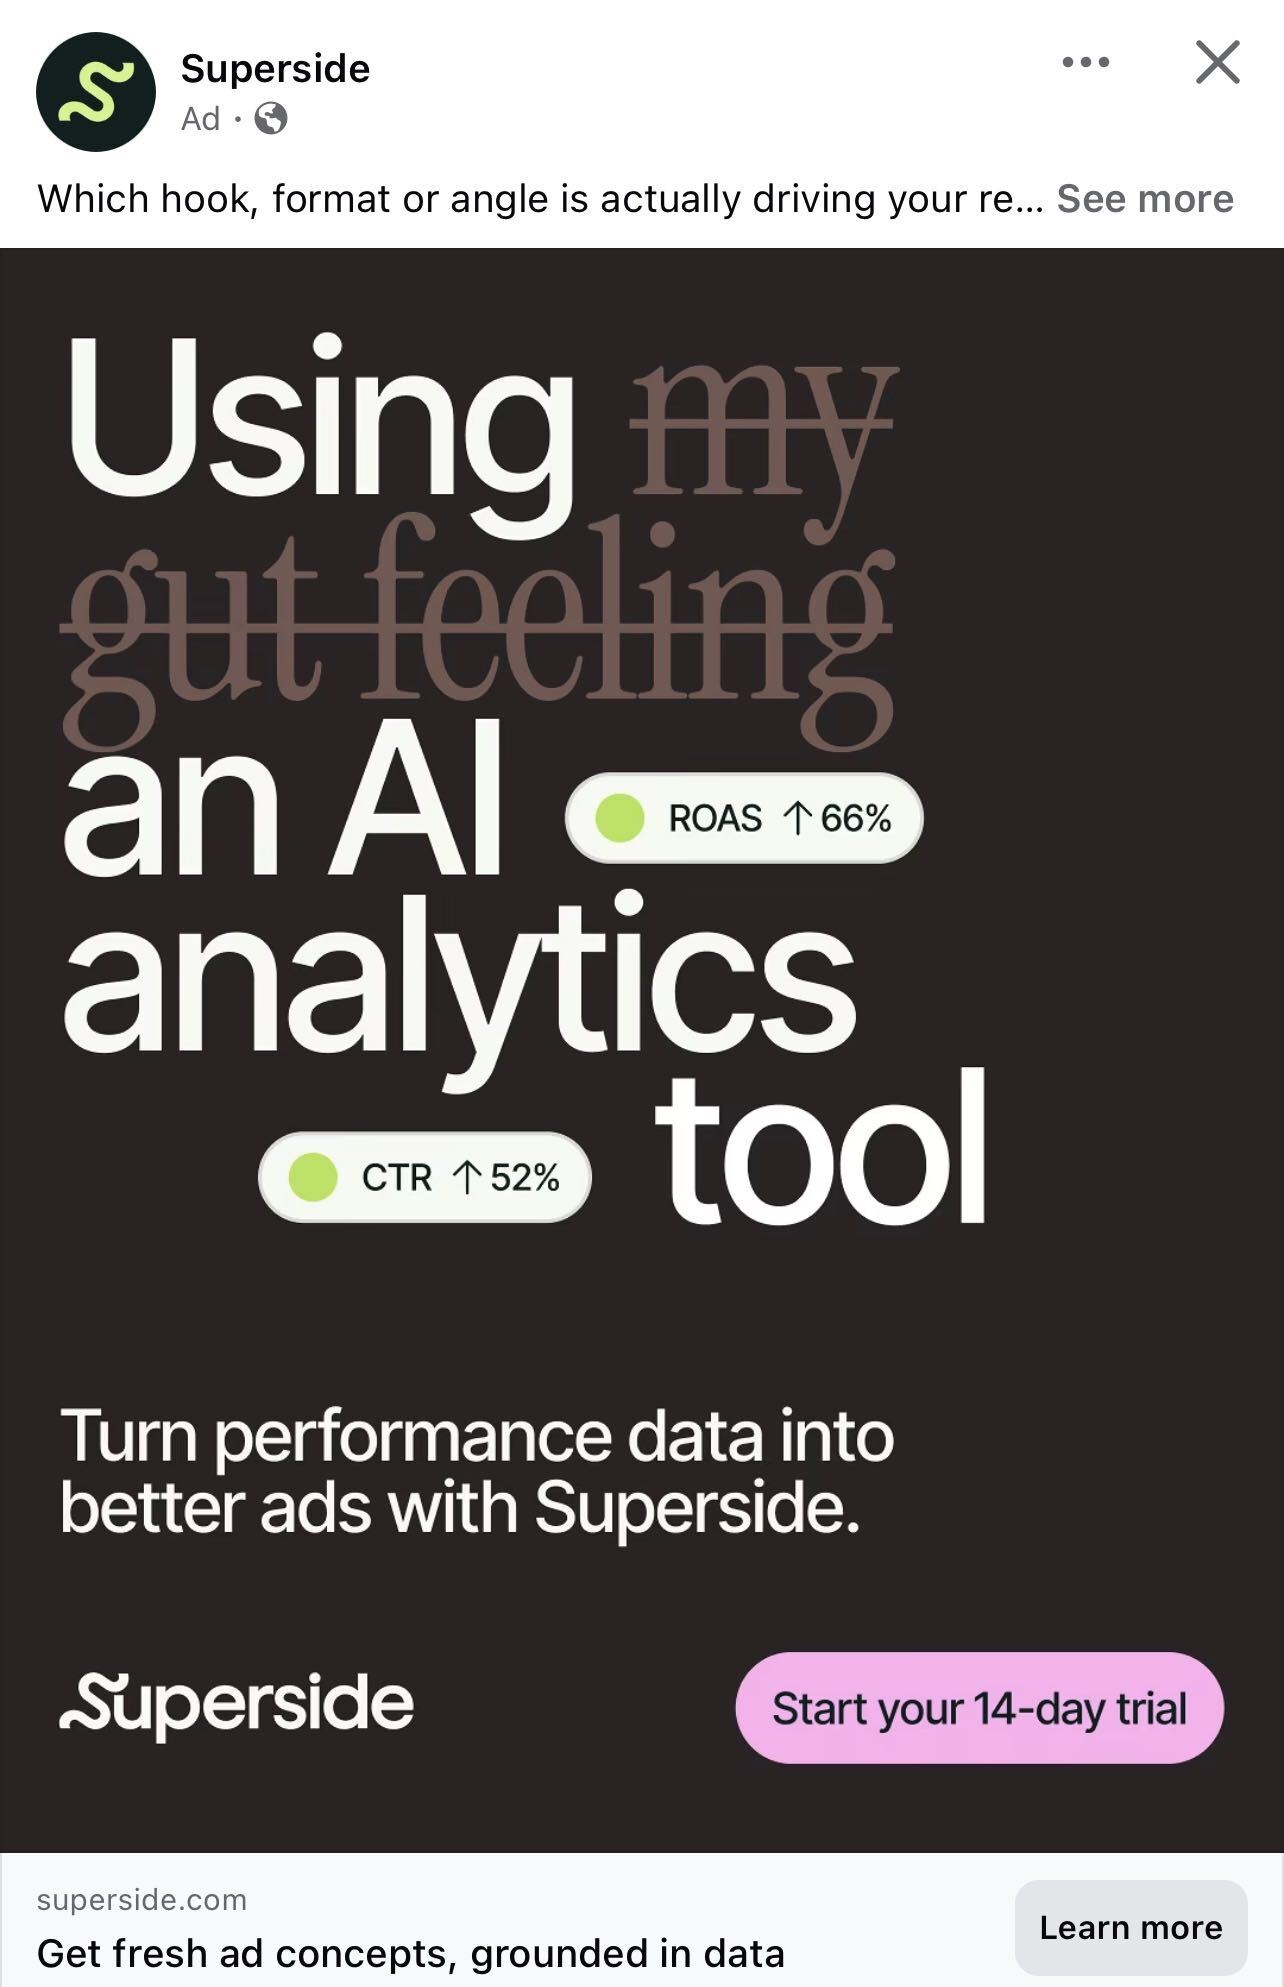 Superside
Ad ·
Which hook, format or angle is actually driving your re... See more
Using my
gut feeling
an AI
ROAS ↑ 66%
analytics
tool
CTR ↑ 52%
Turn performance data into
better ads with Superside.
Superside
Start your 14-day trial
superside.com
Get fresh ad concepts, grounded in data
Learn more